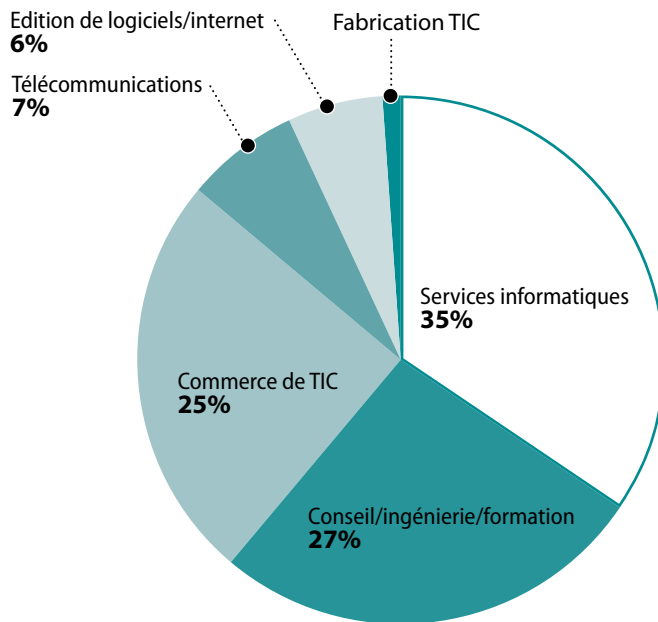 Edition de logiciels/internet
6%
Fabrication TIC
Télécommunications
7%
Services informatiques
35%
Commerce de TIC
25%
Conseil/ingénierie/formation
27%